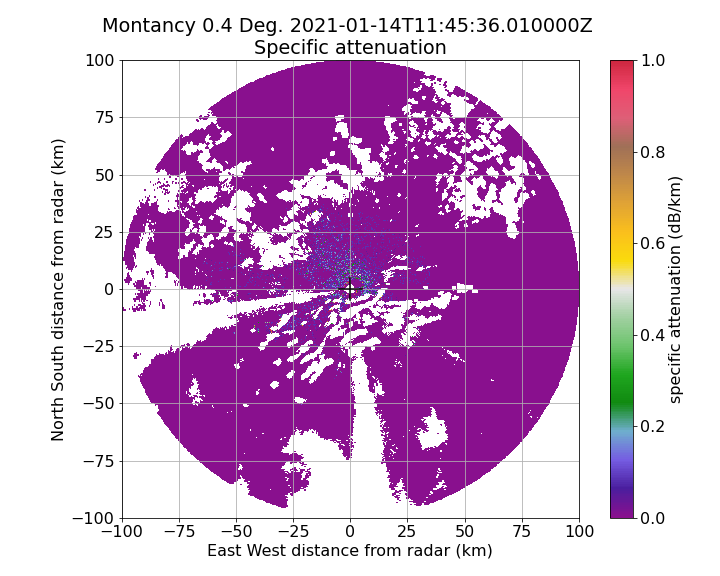 Montancy 0.4 Deg. 2021-01-14T11:45:36.010000Z
Specific attenuation
100
75
50
25
0
−25
−50
−75
−100
North South distance from radar (km)
−100 −75 −50 −25 0 25 50 75 100
East West distance from radar (km)
1.0
0.8
0.6
0.4
0.2
0.0
specific attenuation (dB/km)